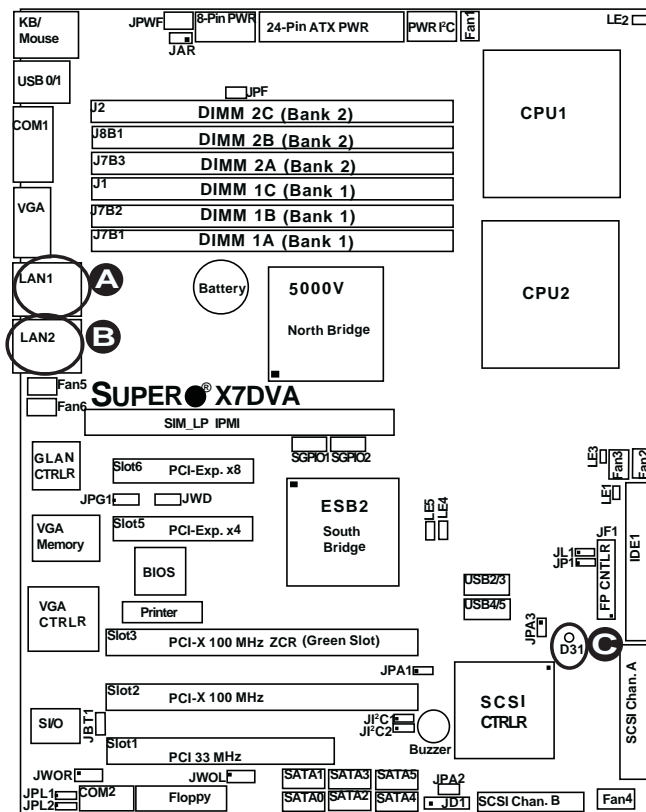 KB/
Mouse
JPWF
JAR
8-Pin PWR
24-Pin ATX PWR
PWR I²C
Fan1
LE2
USB 0/1
JPF
COM1
J2 DIMM 2C (Bank 2)
J8B1 DIMM 2B (Bank 2)
J7B3 DIMM 2A (Bank 2)
J1 DIMM 1C (Bank 1)
J7B2 DIMM 1B (Bank 1)
J7B1 DIMM 1A (Bank 1)
CPU1
VGA
CPU2
LAN1
A
LAN2
B
Battery
5000V
North Bridge
Fan5
Fan6
SUPER ® X7DVA
SIM_LP IPMI
SGPIO1 SGPIO2
GLAN
CTRLR
Slot6 PCI-Exp. x8
JPG1
JWD
Slot5 PCI-Exp. x4
ESB2
South
Bridge
LE5
LE4
LE3
Fan3
Fan2
LE1
VGA
Memory
BIOS
JL1
JP1
JF1
FP CNTLR
IDE1
USB2/3
USB4/5
VGA
CTRLR
Printer
JPA3
D31
C
Slot3 PCI-X 100 MHz ZCR (Green Slot)
JPA1
Slot2 PCI-X 100 MHz
SCSI
CTRLR
SCSI Chan. A
SI/O
JBT1
JI²C1
JI²C2
Buzzer
Slot1 PCI 33 MHz
JWOR
JWOL
SATA1 SATA3 SATA5
JPA2
JPL1
JPL2
COM2
Floppy
SATA0 SATA2 SATA4
JD1
SCSI Chan. B
Fan4